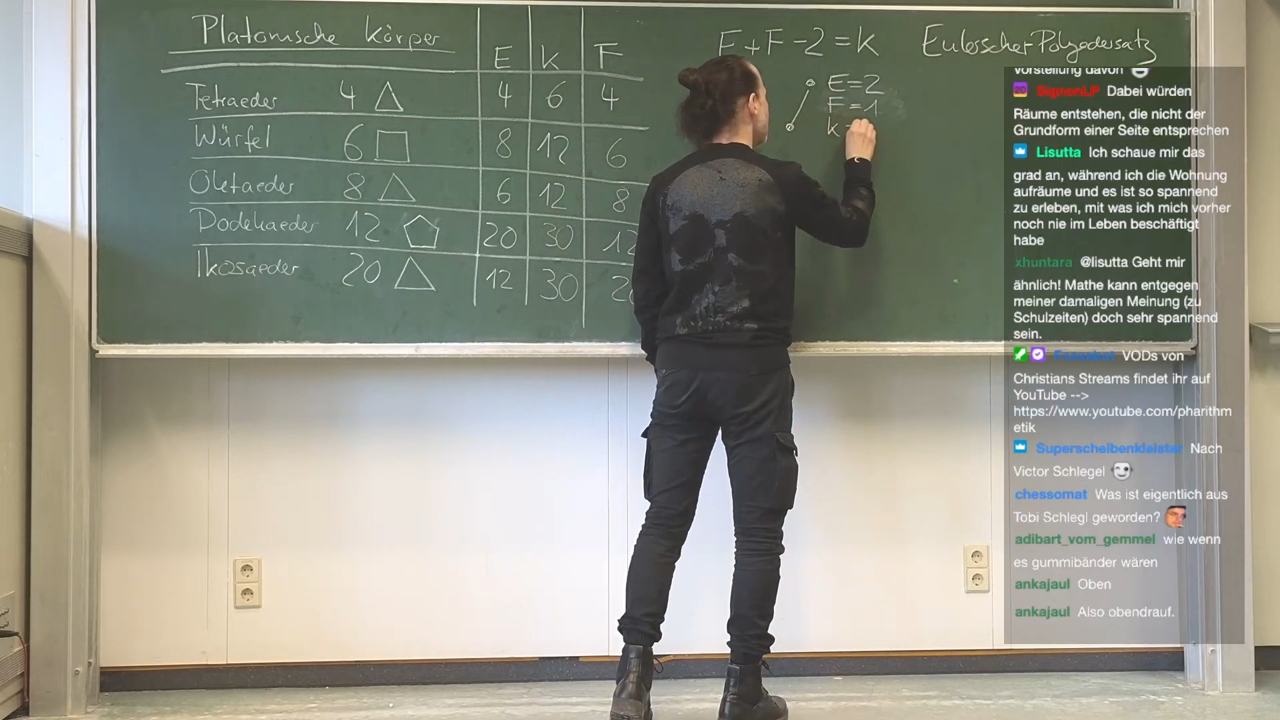 Platonische Körper E K F
Tetraeder 4 4 6 4
Würfel 6 8 12 6
Oktaeder 8 6 12 8
Dodekaeder 12 20 30 12
Ikosaeder 20 12 30
E+F-2=K
Eulerscher Polyedersatz
E=2
F=1
K
Vorstellung davon
SignonLP Dabei würden
Räume entstehen, die nicht der
Grundform einer Seite entsprechen
Lisutta Ich schaue mir das
grad an, während ich die Wohnung
aufräume und es ist so spannend
zu erleben, mit was ich mich vorher
noch nie im Leben beschäftigt
habe
xhuntara @lisutta Geht mir
ähnlich! Mathe kann entgegen
meiner damaligen Meinung (zu
Schulzeiten) doch sehr spannend
sein.
VODs von
Christians Streams findet ihr auf
YouTube -->
https://www.youtube.com/pharithm
etik
Superscheibenkleister Nach
Victor Schlegel
chessomat Was ist eigentlich aus
Tobi Schlegl geworden?
adibart_vom_gemmel wie wenn
es gummibänder wären
ankajaul Oben
ankajaul Also obendrauf.